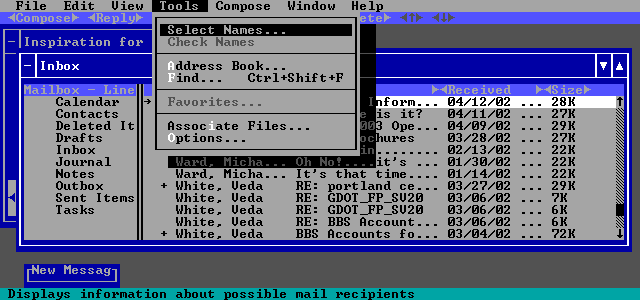 File Edit View Tools Compose Window Help
◄Compose► ◄Reply► ete► ◄↑► ◄↓►
Inspiration for
Inbox
Select Names...
Check Names
Address Book...
Find... Ctrl+Shift+F
Favorites...
Associate Files...
Options...
Mailbox - Line
Calendar
Contacts
Deleted It
Drafts
Inbox
Journal
Notes
Outbox
Sent Items
Tasks
Received Size
Inform... 04/12/02 ... 28K
e is it? 04/11/02 ... 27K
003 Ope... 04/09/02 ... 29K
ochures 03/28/02 ... 27K
in... 02/13/02 ... 22K
Ward, Micha... Oh No!....it's ... 01/30/02 ... 22K
Ward, Micha... It's that time.... 01/14/02 ... 22K
+ White, Veda RE: portland ce... 03/27/02 ... 29K
White, Veda RE: GDOT_FP_SV20 03/06/02 ... 7K
+ White, Veda RE: GDOT_FP_SV20 03/06/02 ... 6K
White, Veda RE: BBS Account... 03/06/02 ... 6K
+ White, Veda BBS Accounts fo... 03/04/02 ... 72K
New Messag
Displays information about possible mail recipients